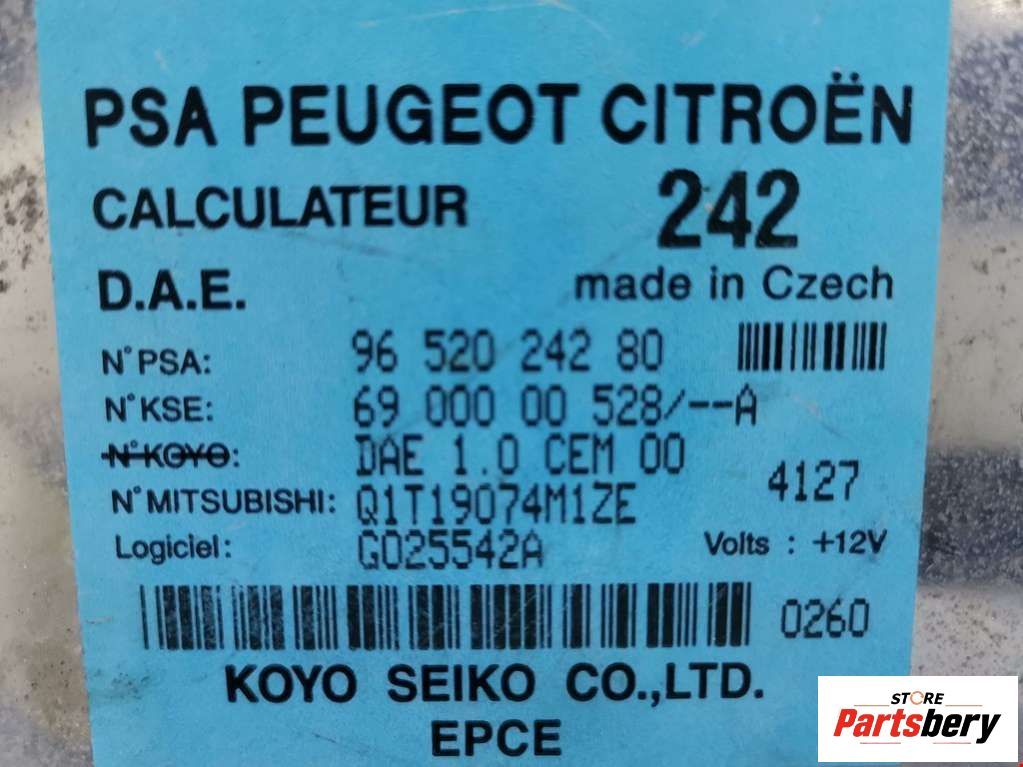 PSA PEUGEOT CITROËN
CALCULATEUR 242
D.A.E. made in Czech
N° PSA: 96 520 242 80
N° KSE: 69 000 00 528/--A
N° KOYO: DAE 1.0 CEM 00
4127
N° MITSUBISHI: Q1T19074M1ZE
Logiciel: G025542A Volts : +12V
0260
KOYO SEIKO CO.,LTD.
EPCE
STORE
Partsbery